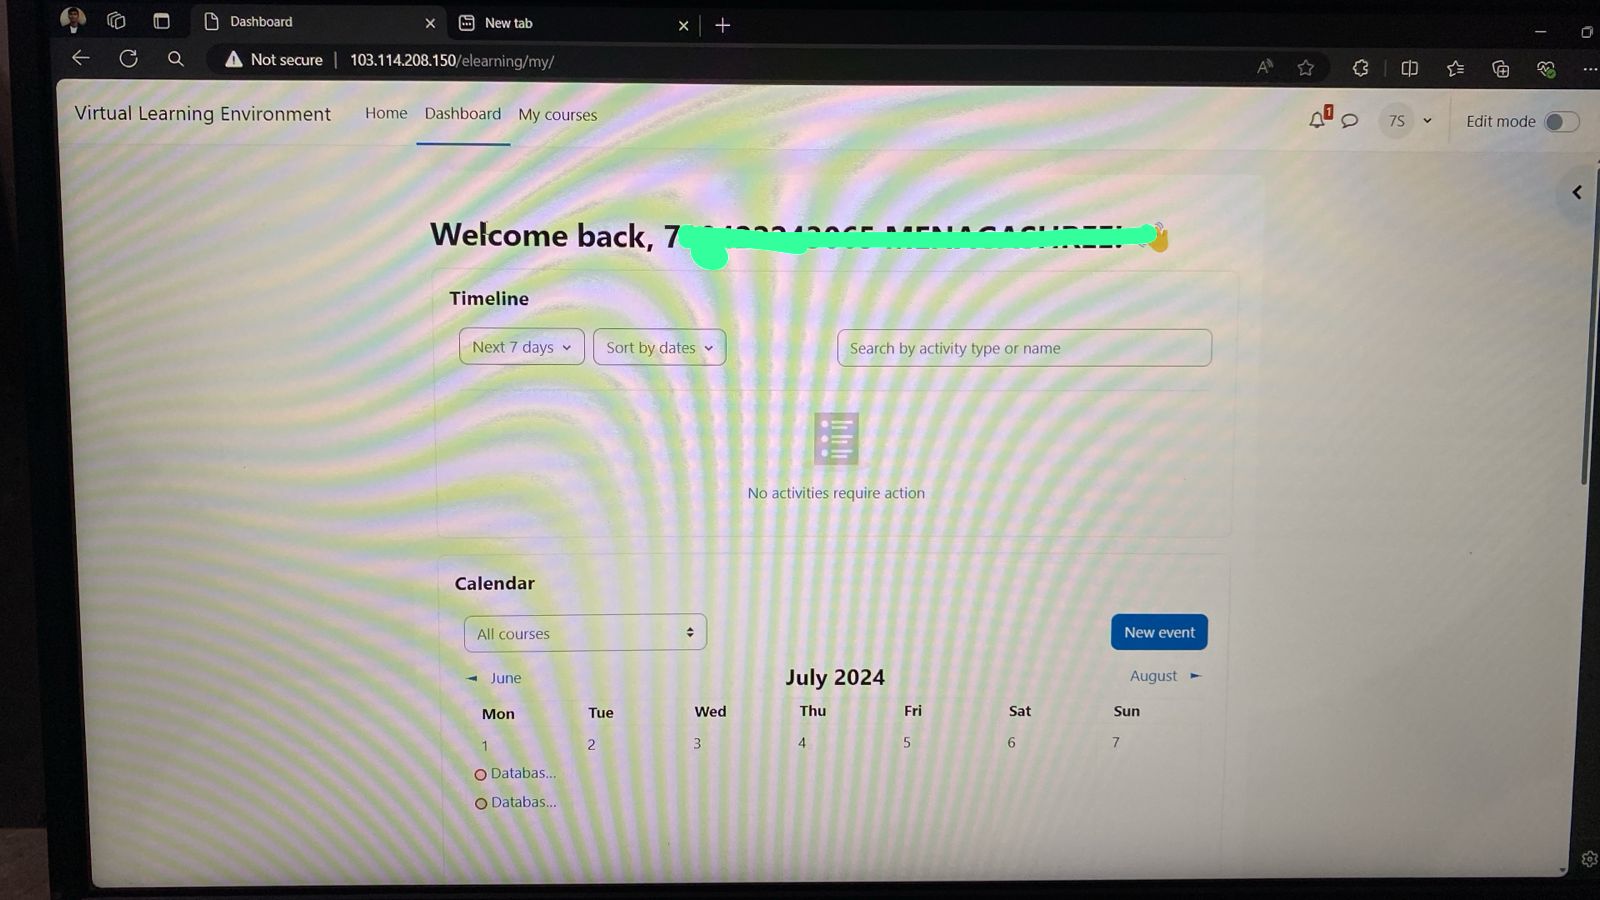 Dashboard
New tab
Not secure
103.114.208.150/elearning/my/
Virtual Learning Environment
Home
Dashboard
My courses
1
7S
Edit mode
Welcome back, 7
Timeline
Next 7 days
Sort by dates
Search by activity type or name
No activities require action
Calendar
All courses
New event
June
July 2024
August
Mon Tue Wed Thu Fri Sat Sun
1 2 3 4 5 6 7
Databas...
Databas...